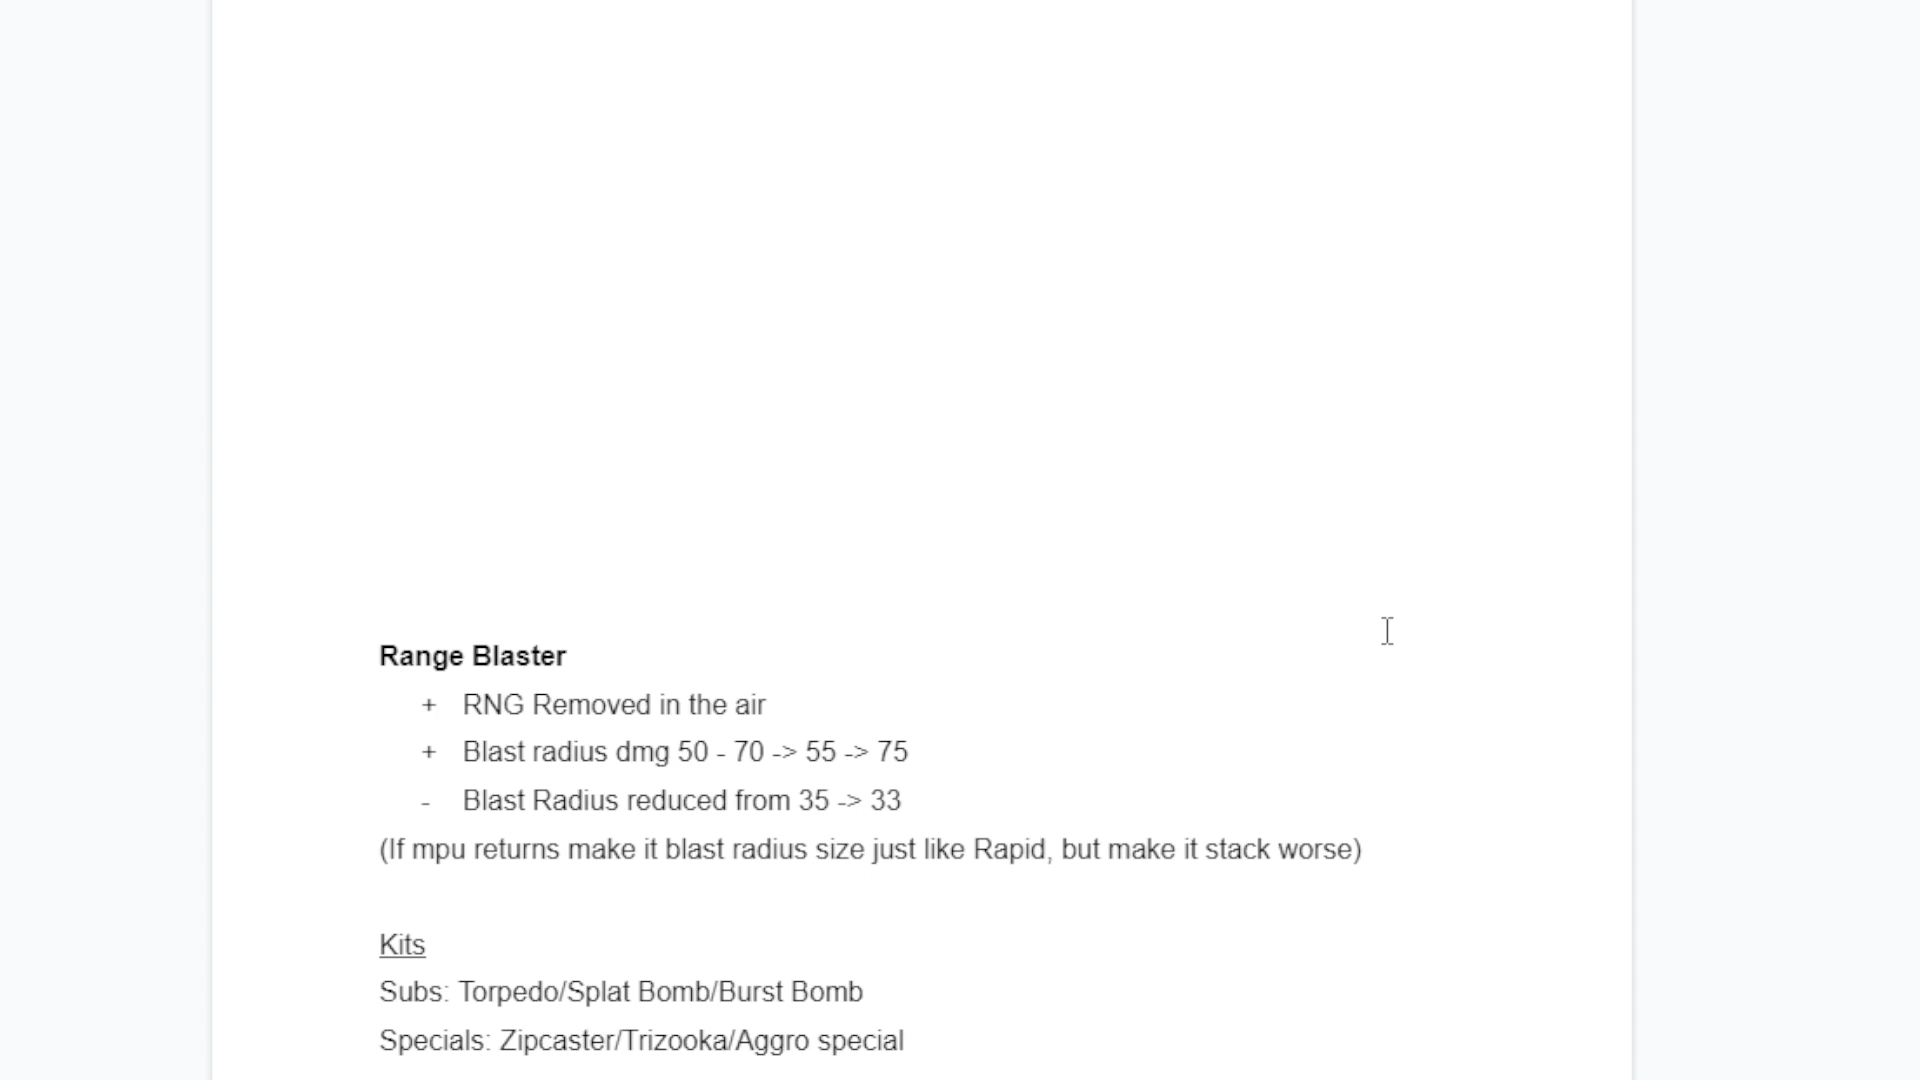 Range Blaster
+ RNG Removed in the air
+ Blast radius dmg 50 - 70 -> 55 -> 75
- Blast Radius reduced from 35 -> 33
(If mpu returns make it blast radius size just like Rapid, but make it stack worse)
Kits
Subs: Torpedo/Splat Bomb/Burst Bomb
Specials: Zipcaster/Trizooka/Aggro special